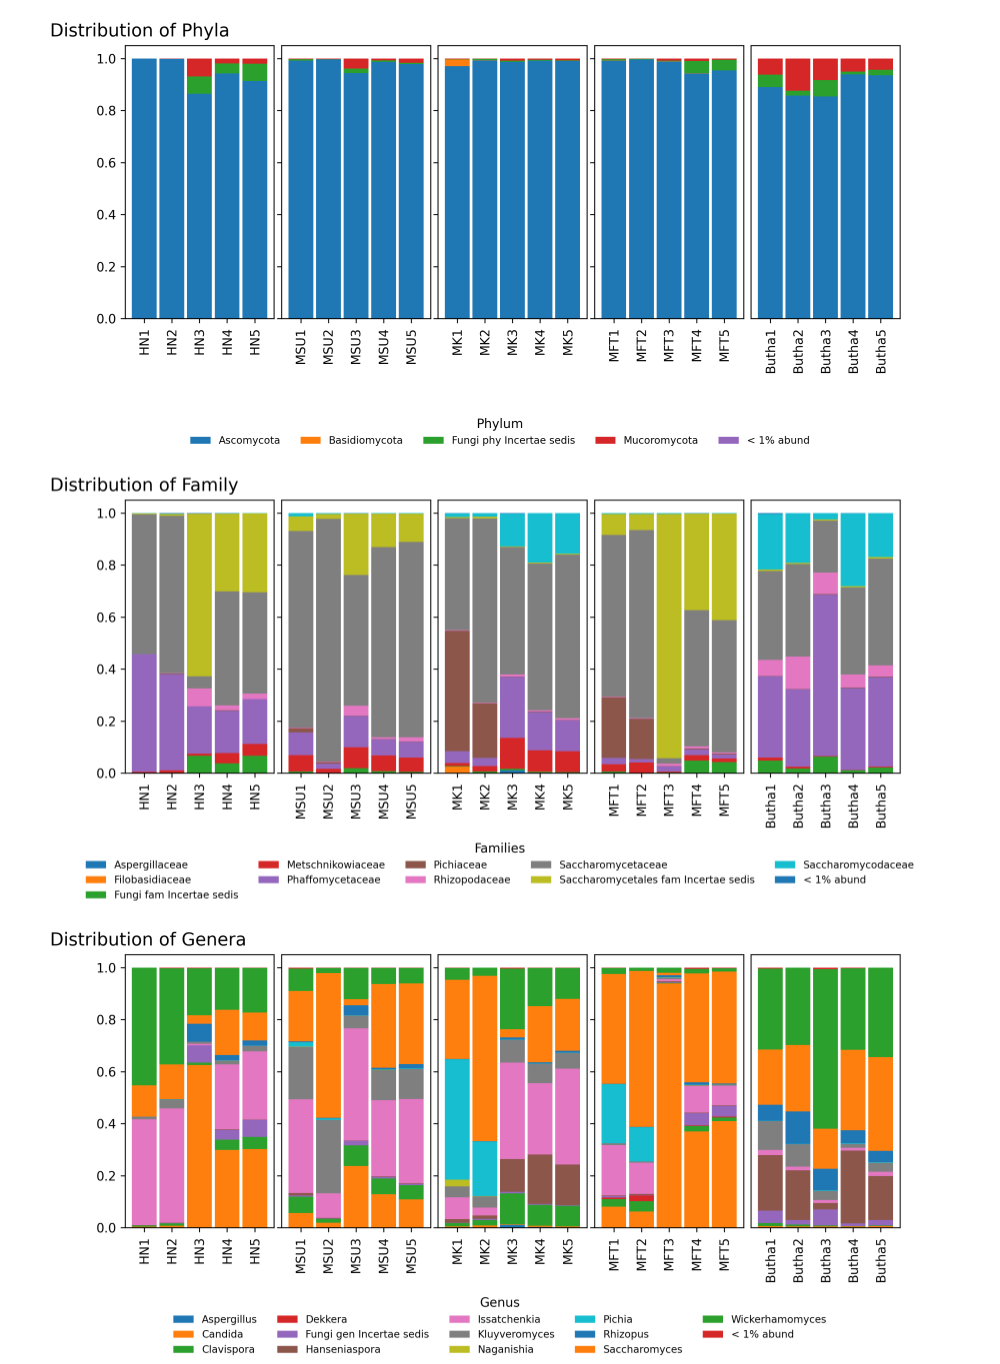 Distribution of Phyla
1.0
0.8
0.6
0.4
0.2
0.0
HN1 HN2 HN3 HN4 HN5 MSU1 MSU2 MSU3 MSU4 MSU5 MK1 MK2 MK3 MK4 MK5 MFT1 MFT2 MFT3 MFT4 MFT5 Butha1 Butha2 Butha3 Butha4 Butha5
Phylum
Ascomycota Basidiomycota Fungi phy Incertae sedis Mucoromycota < 1% abund
Distribution of Family
1.0
0.8
0.6
0.4
0.2
0.0
HN1 HN2 HN3 HN4 HN5 MSU1 MSU2 MSU3 MSU4 MSU5 MK1 MK2 MK3 MK4 MK5 MFT1 MFT2 MFT3 MFT4 MFT5 Butha1 Butha2 Butha3 Butha4 Butha5
Families
Aspergillaceae Metschnikowiaceae Pichiaceae Saccharomycetaceae Saccharomycodaceae
Filobasidiaceae Phaffomycetaceae Rhizopodaceae Saccharomycetales fam Incertae sedis < 1% abund
Fungi fam Incertae sedis
Distribution of Genera
1.0
0.8
0.6
0.4
0.2
0.0
HN1 HN2 HN3 HN4 HN5 MSU1 MSU2 MSU3 MSU4 MSU5 MK1 MK2 MK3 MK4 MK5 MFT1 MFT2 MFT3 MFT4 MFT5 Butha1 Butha2 Butha3 Butha4 Butha5
Genus
Aspergillus Dekkera Issatchenkia Pichia Wickerhamomyces
Candida Fungi gen Incertae sedis Kluyveromyces Rhizopus < 1% abund
Clavispora Hanseniaspora Naganishia Saccharomyces